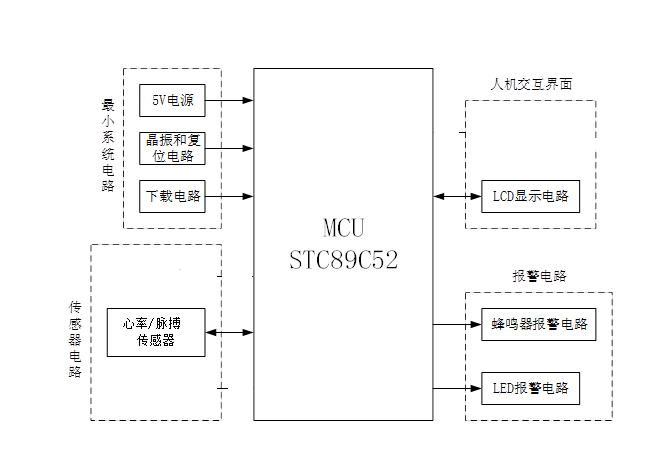 最小系统电路
5V电源
晶振和复
位电路
下载电路
传感器电路
心率/脉搏
传感器
MCU
STC89C52
人机交互界面
LCD显示电路
报警电路
蜂鸣器报警电路
LED报警电路